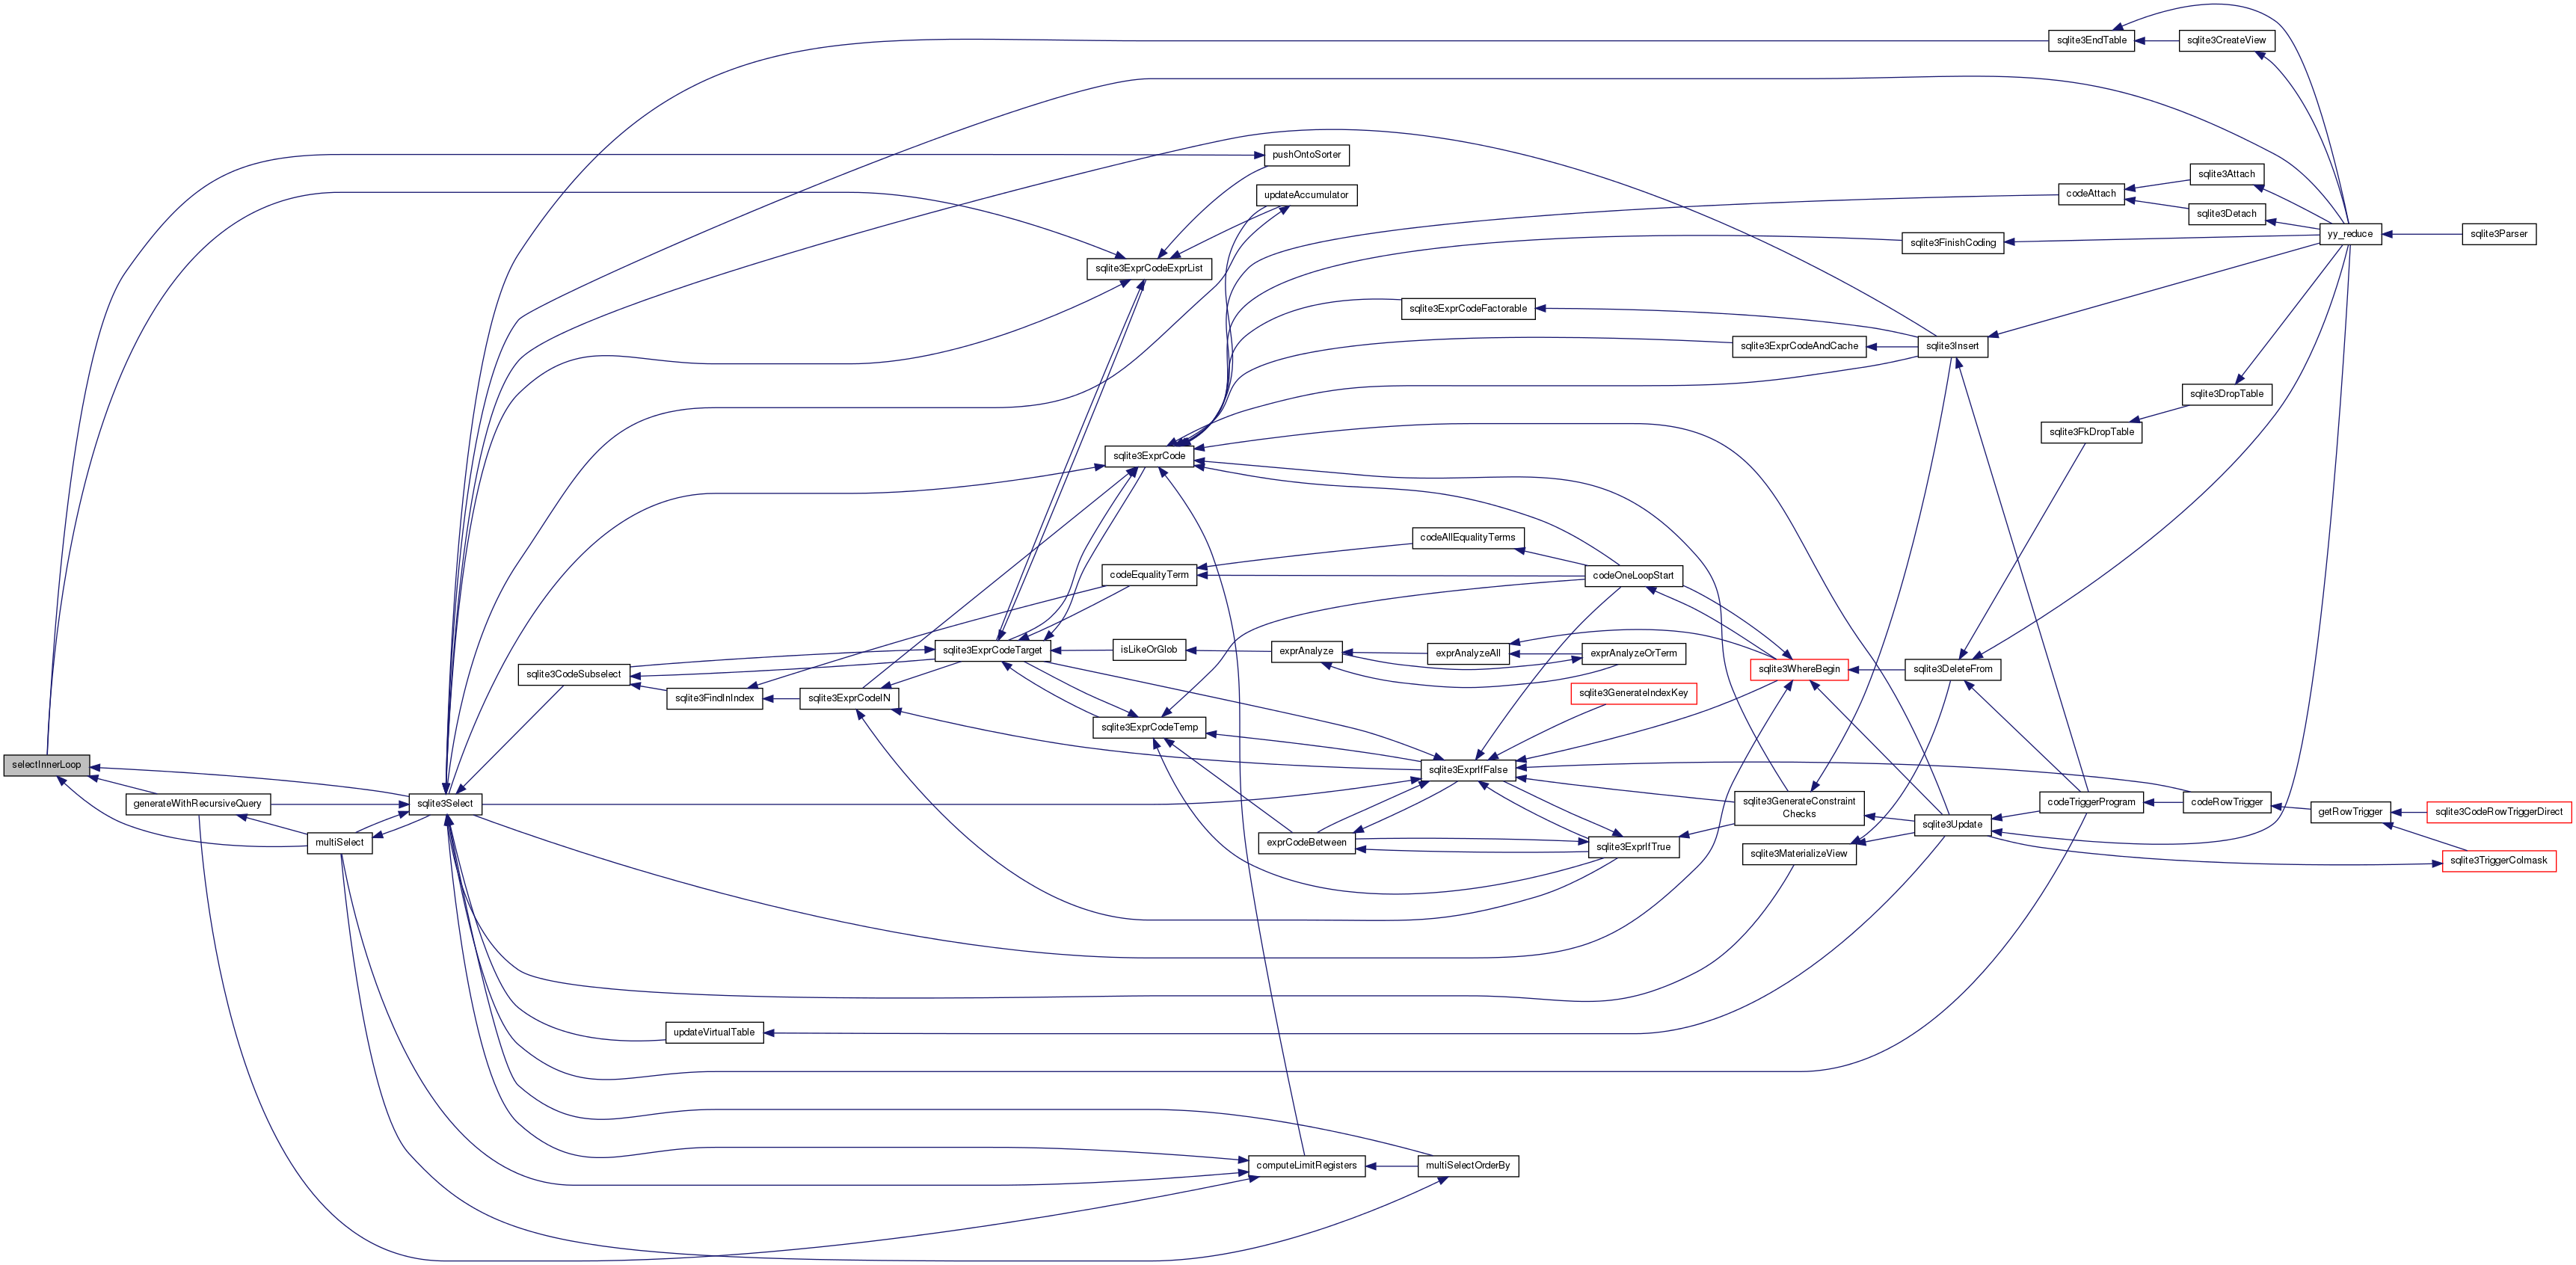 sqlite3EndTable
sqlite3CreateView
pushOntoSorter
sqlite3Attach
updateAccumulator
codeAttach
sqlite3Detach
yy_reduce
sqlite3Parser
sqlite3FinishCoding
sqlite3ExprCodeExprList
sqlite3ExprCodeFactorable
sqlite3ExprCodeAndCache
sqlite3Insert
sqlite3DropTable
sqlite3FkDropTable
sqlite3ExprCode
codeAllEqualityTerms
codeEqualityTerm
codeOneLoopStart
sqlite3ExprCodeTarget
isLikeOrGlob
exprAnalyze
exprAnalyzeAll
exprAnalyzeOrTerm
sqlite3CodeSubselect
sqlite3WhereBegin
sqlite3DeleteFrom
sqlite3FindInIndex
sqlite3ExprCodeIN
sqlite3GenerateIndexKey
sqlite3ExprCodeTemp
selectInnerLoop
sqlite3ExprIfFalse
generateWithRecursiveQuery
sqlite3Select
sqlite3GenerateConstraint
Checks
codeTriggerProgram
codeRowTrigger
getRowTrigger
sqlite3CodeRowTriggerDirect
sqlite3Update
multiSelect
exprCodeBetween
sqlite3ExprIfTrue
sqlite3MaterializeView
sqlite3TriggerColmask
updateVirtualTable
computeLimitRegisters
multiSelectOrderBy